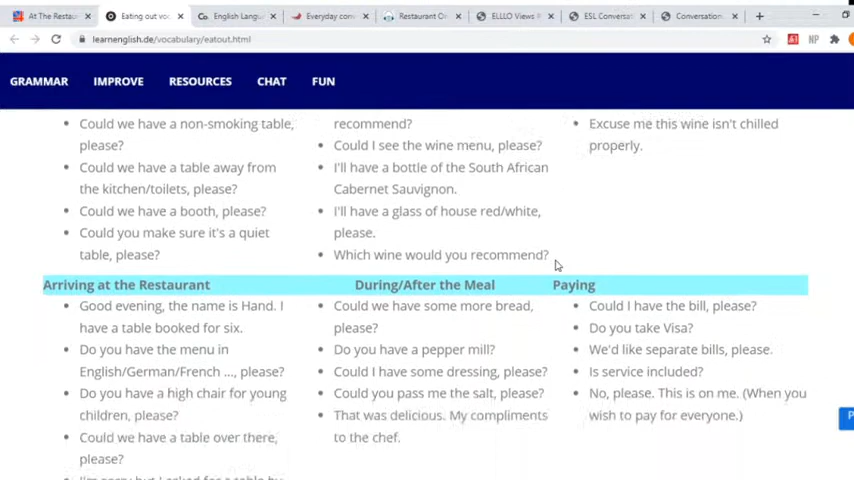 At The Restau
Eating out voc
English Langu
Everyday con
Restaurant O
ELLLO Views
ESL Conversat
Conversation
learnenglish.de/vocabulary/eatout.html
NP
GRAMMAR IMPROVE RESOURCES CHAT FUN
Could we have a non-smoking table,
please?
Could we have a table away from
the kitchen/toilets, please?
Could we have a booth, please?
Could you make sure it's a quiet
table, please?
recommend?
Could I see the wine menu, please?
I'll have a bottle of the South African
Cabernet Sauvignon.
I'll have a glass of house red/white,
please.
Which wine would you recommend?
Excuse me this wine isn't chilled
properly.
Arriving at the Restaurant During/After the Meal Paying
Good evening, the name is Hand. I
have a table booked for six.
Do you have the menu in
English/German/French ..., please?
Do you have a high chair for young
children, please?
Could we have a table over there,
please?
I'm sorry but I asked for a table by
Could we have some more bread,
please?
Do you have a pepper mill?
Could I have some dressing, please?
Could you pass me the salt, please?
That was delicious. My compliments
to the chef.
Could I have the bill, please?
Do you take Visa?
We'd like separate bills, please.
Is service included?
No, please. This is on me. (When you
wish to pay for everyone.)
P